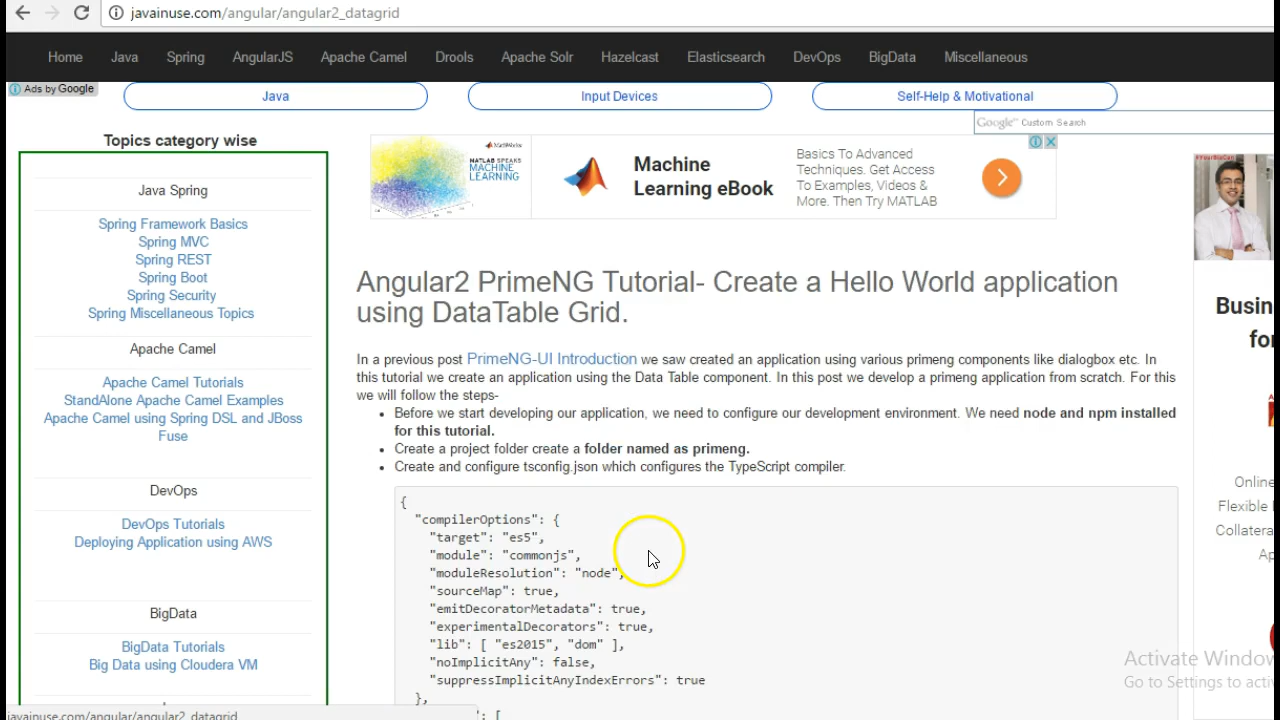 javainuse.com/angular/angular2_datagrid
Home Java Spring AngularJS Apache Camel Drools Apache Solr Hazelcast Elasticsearch DevOps BigData Miscellaneous
Ads by Google
Java Input Devices Self-Help & Motivational
Google™ Custom Search
Topics category wise
Java Spring
Spring Framework Basics
Spring MVC
Spring REST
Spring Boot
Spring Security
Spring Miscellaneous Topics
Apache Camel
Apache Camel Tutorials
StandAlone Apache Camel Examples
Apache Camel using Spring DSL and JBoss
Fuse
DevOps
DevOps Tutorials
Deploying Application using AWS
BigData
BigData Tutorials
Big Data using Cloudera VM
MathWorks
MATLAB SPEAKS
MACHINE
LEARNING
Machine
Learning eBook
Basics To Advanced
Techniques. Get Access
To Examples, Videos &
More. Then Try MATLAB
Angular2 PrimeNG Tutorial- Create a Hello World application
using DataTable Grid.
In a previous post PrimeNG-UI Introduction we saw created an application using various primeng components like dialogbox etc. In
this tutorial we create an application using the Data Table component. In this post we develop a primeng application from scratch. For this
we will follow the steps-
• Before we start developing our application, we need to configure our development environment. We need node and npm installed
for this tutorial.
• Create a project folder create a folder named as primeng.
• Create and configure tsconfig.json which configures the TypeScript compiler.
{
"compilerOptions": {
"target": "es5",
"module": "commonjs",
"moduleResolution": "node",
"sourceMap": true,
"emitDecoratorMetadata": true,
"experimentalDecorators": true,
"lib": [ "es2015", "dom" ],
"noImplicitAny": false,
"suppressImplicitAnyIndexErrors": true
},
: [
#YourBizCan
Busin
fo
Online
Flexible
Collatera
Ap
Activate Window
Go to Settings to activ
javainuse.com/angular/angular2_datagrid